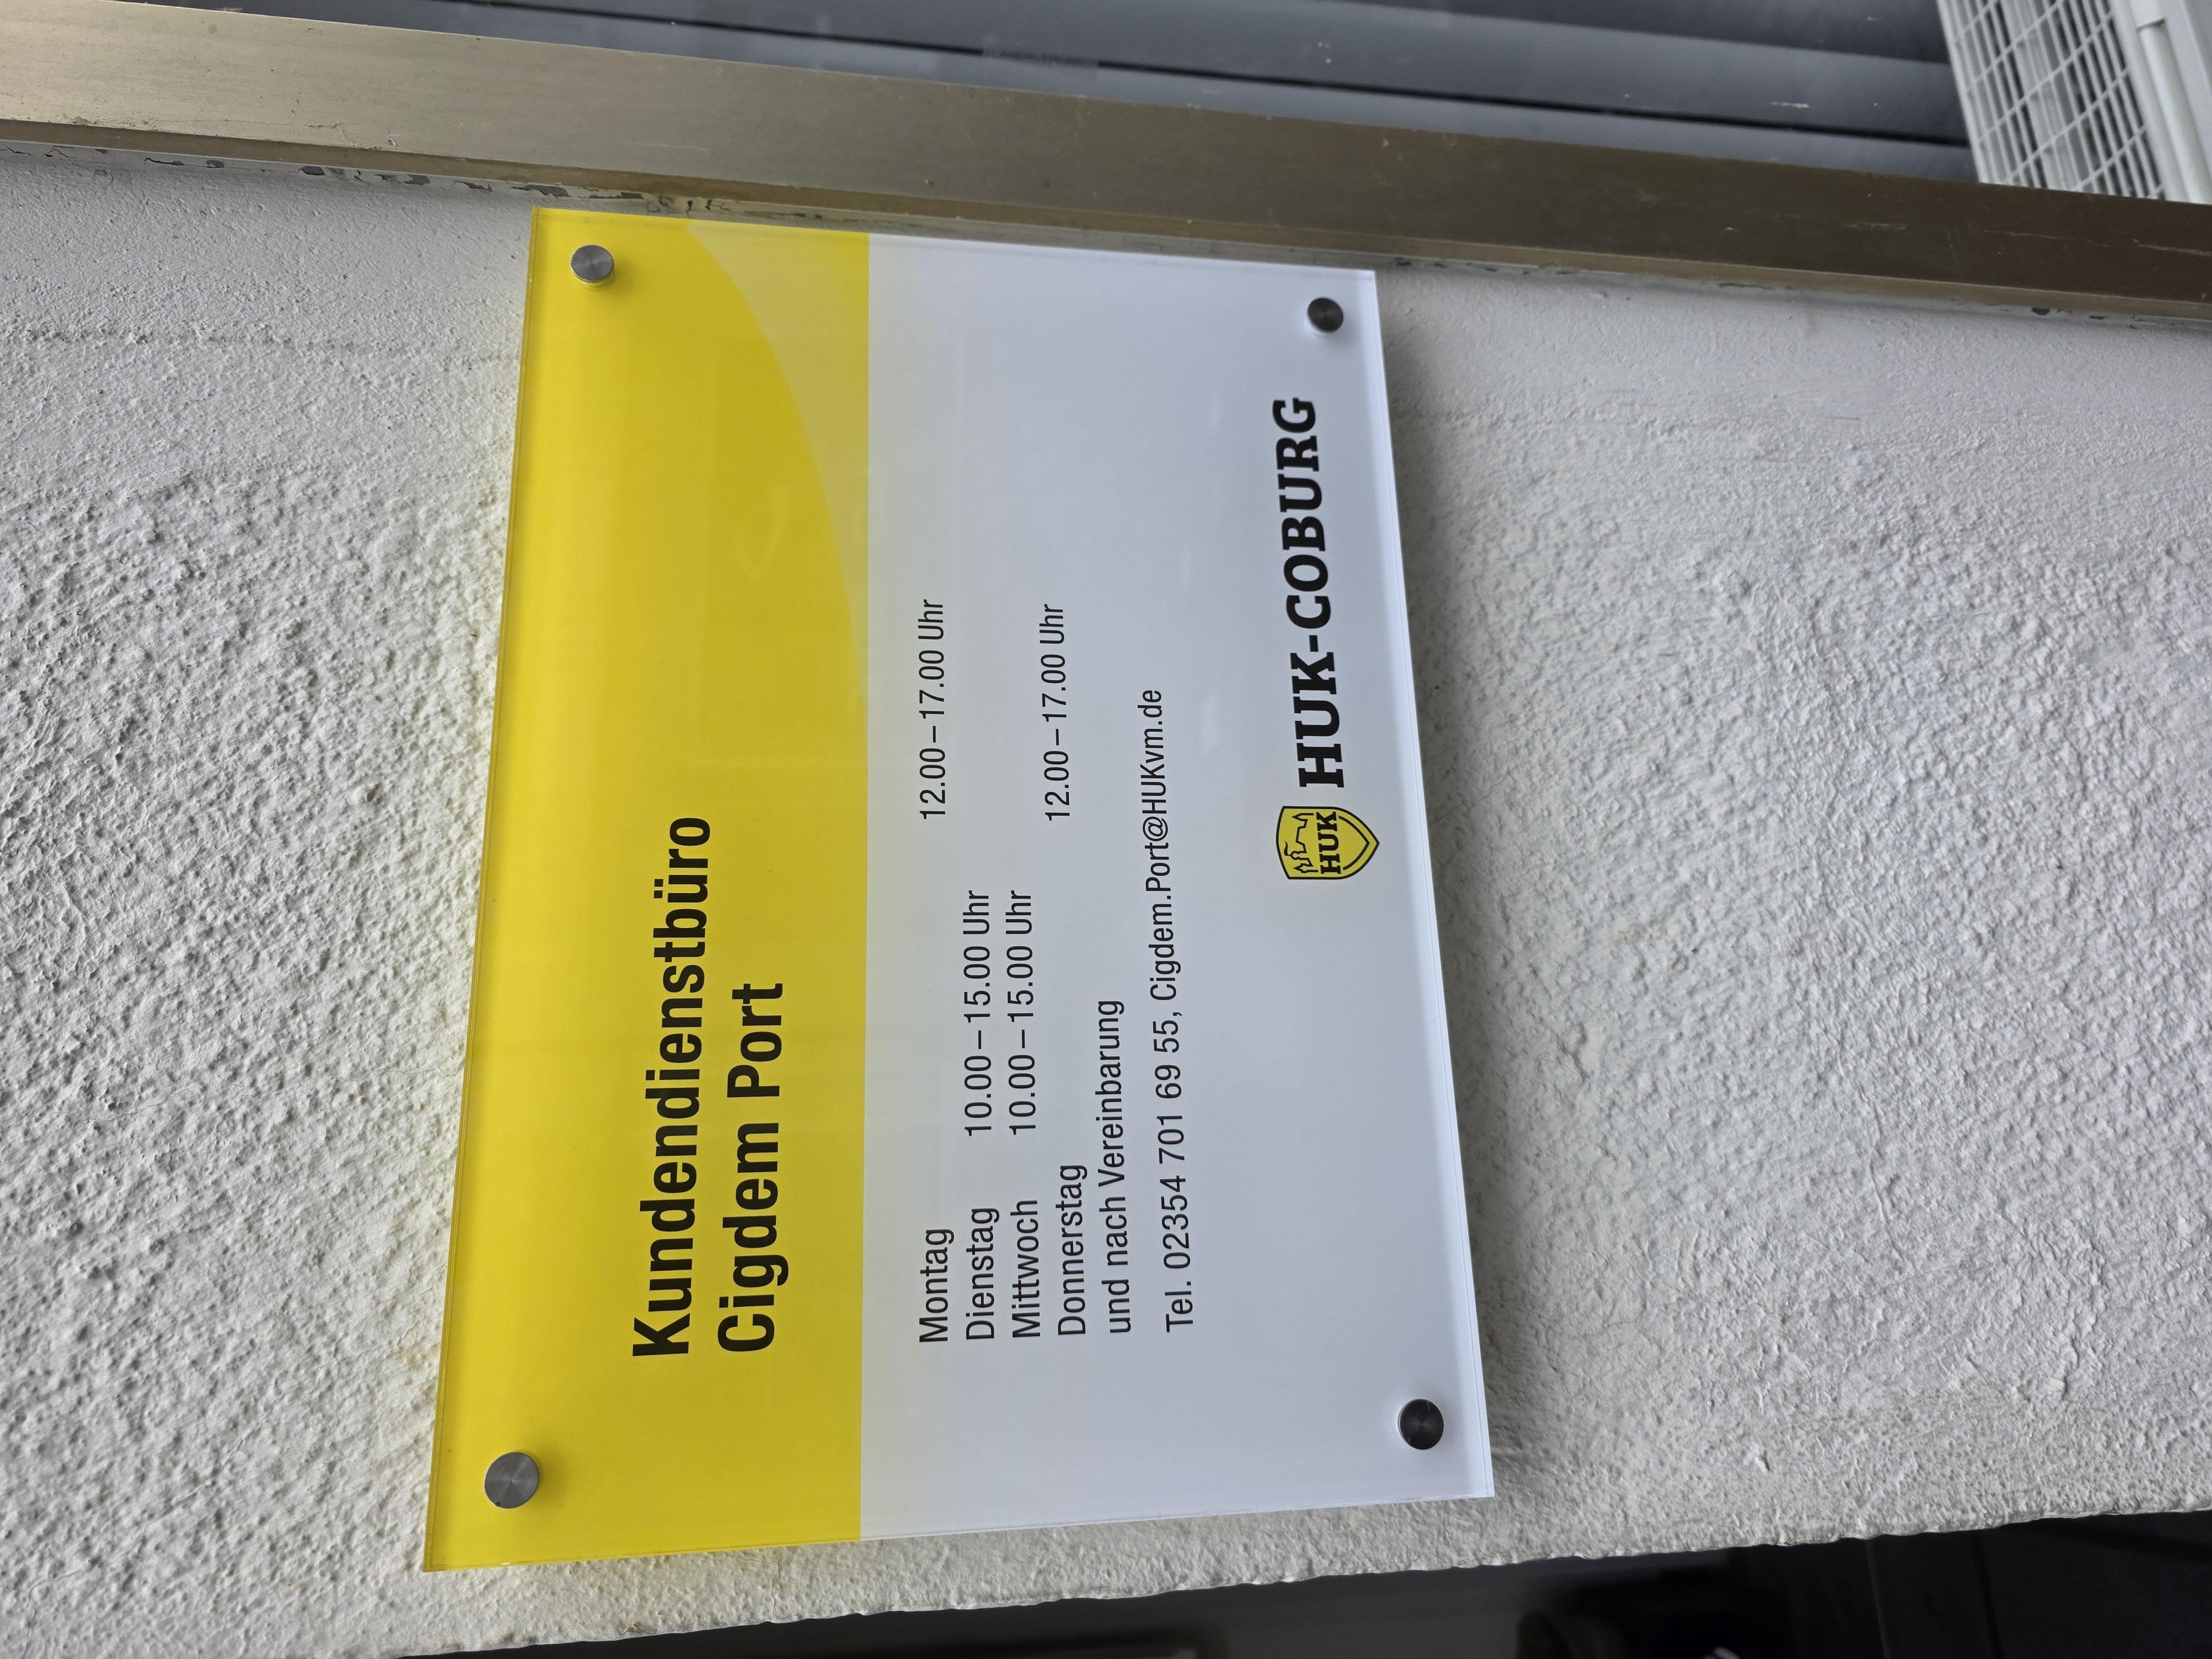 Kundendienstbüro
Cigdem Port
Montag 12.00–17.00 Uhr
Dienstag 10.00–15.00 Uhr
Mittwoch 10.00–15.00 Uhr
Donnerstag 12.00–17.00 Uhr
und nach Vereinbarung
Tel. 02354 701 69 55, Cigdem.Port@HUKvm.de
HUK HUK-COBURG